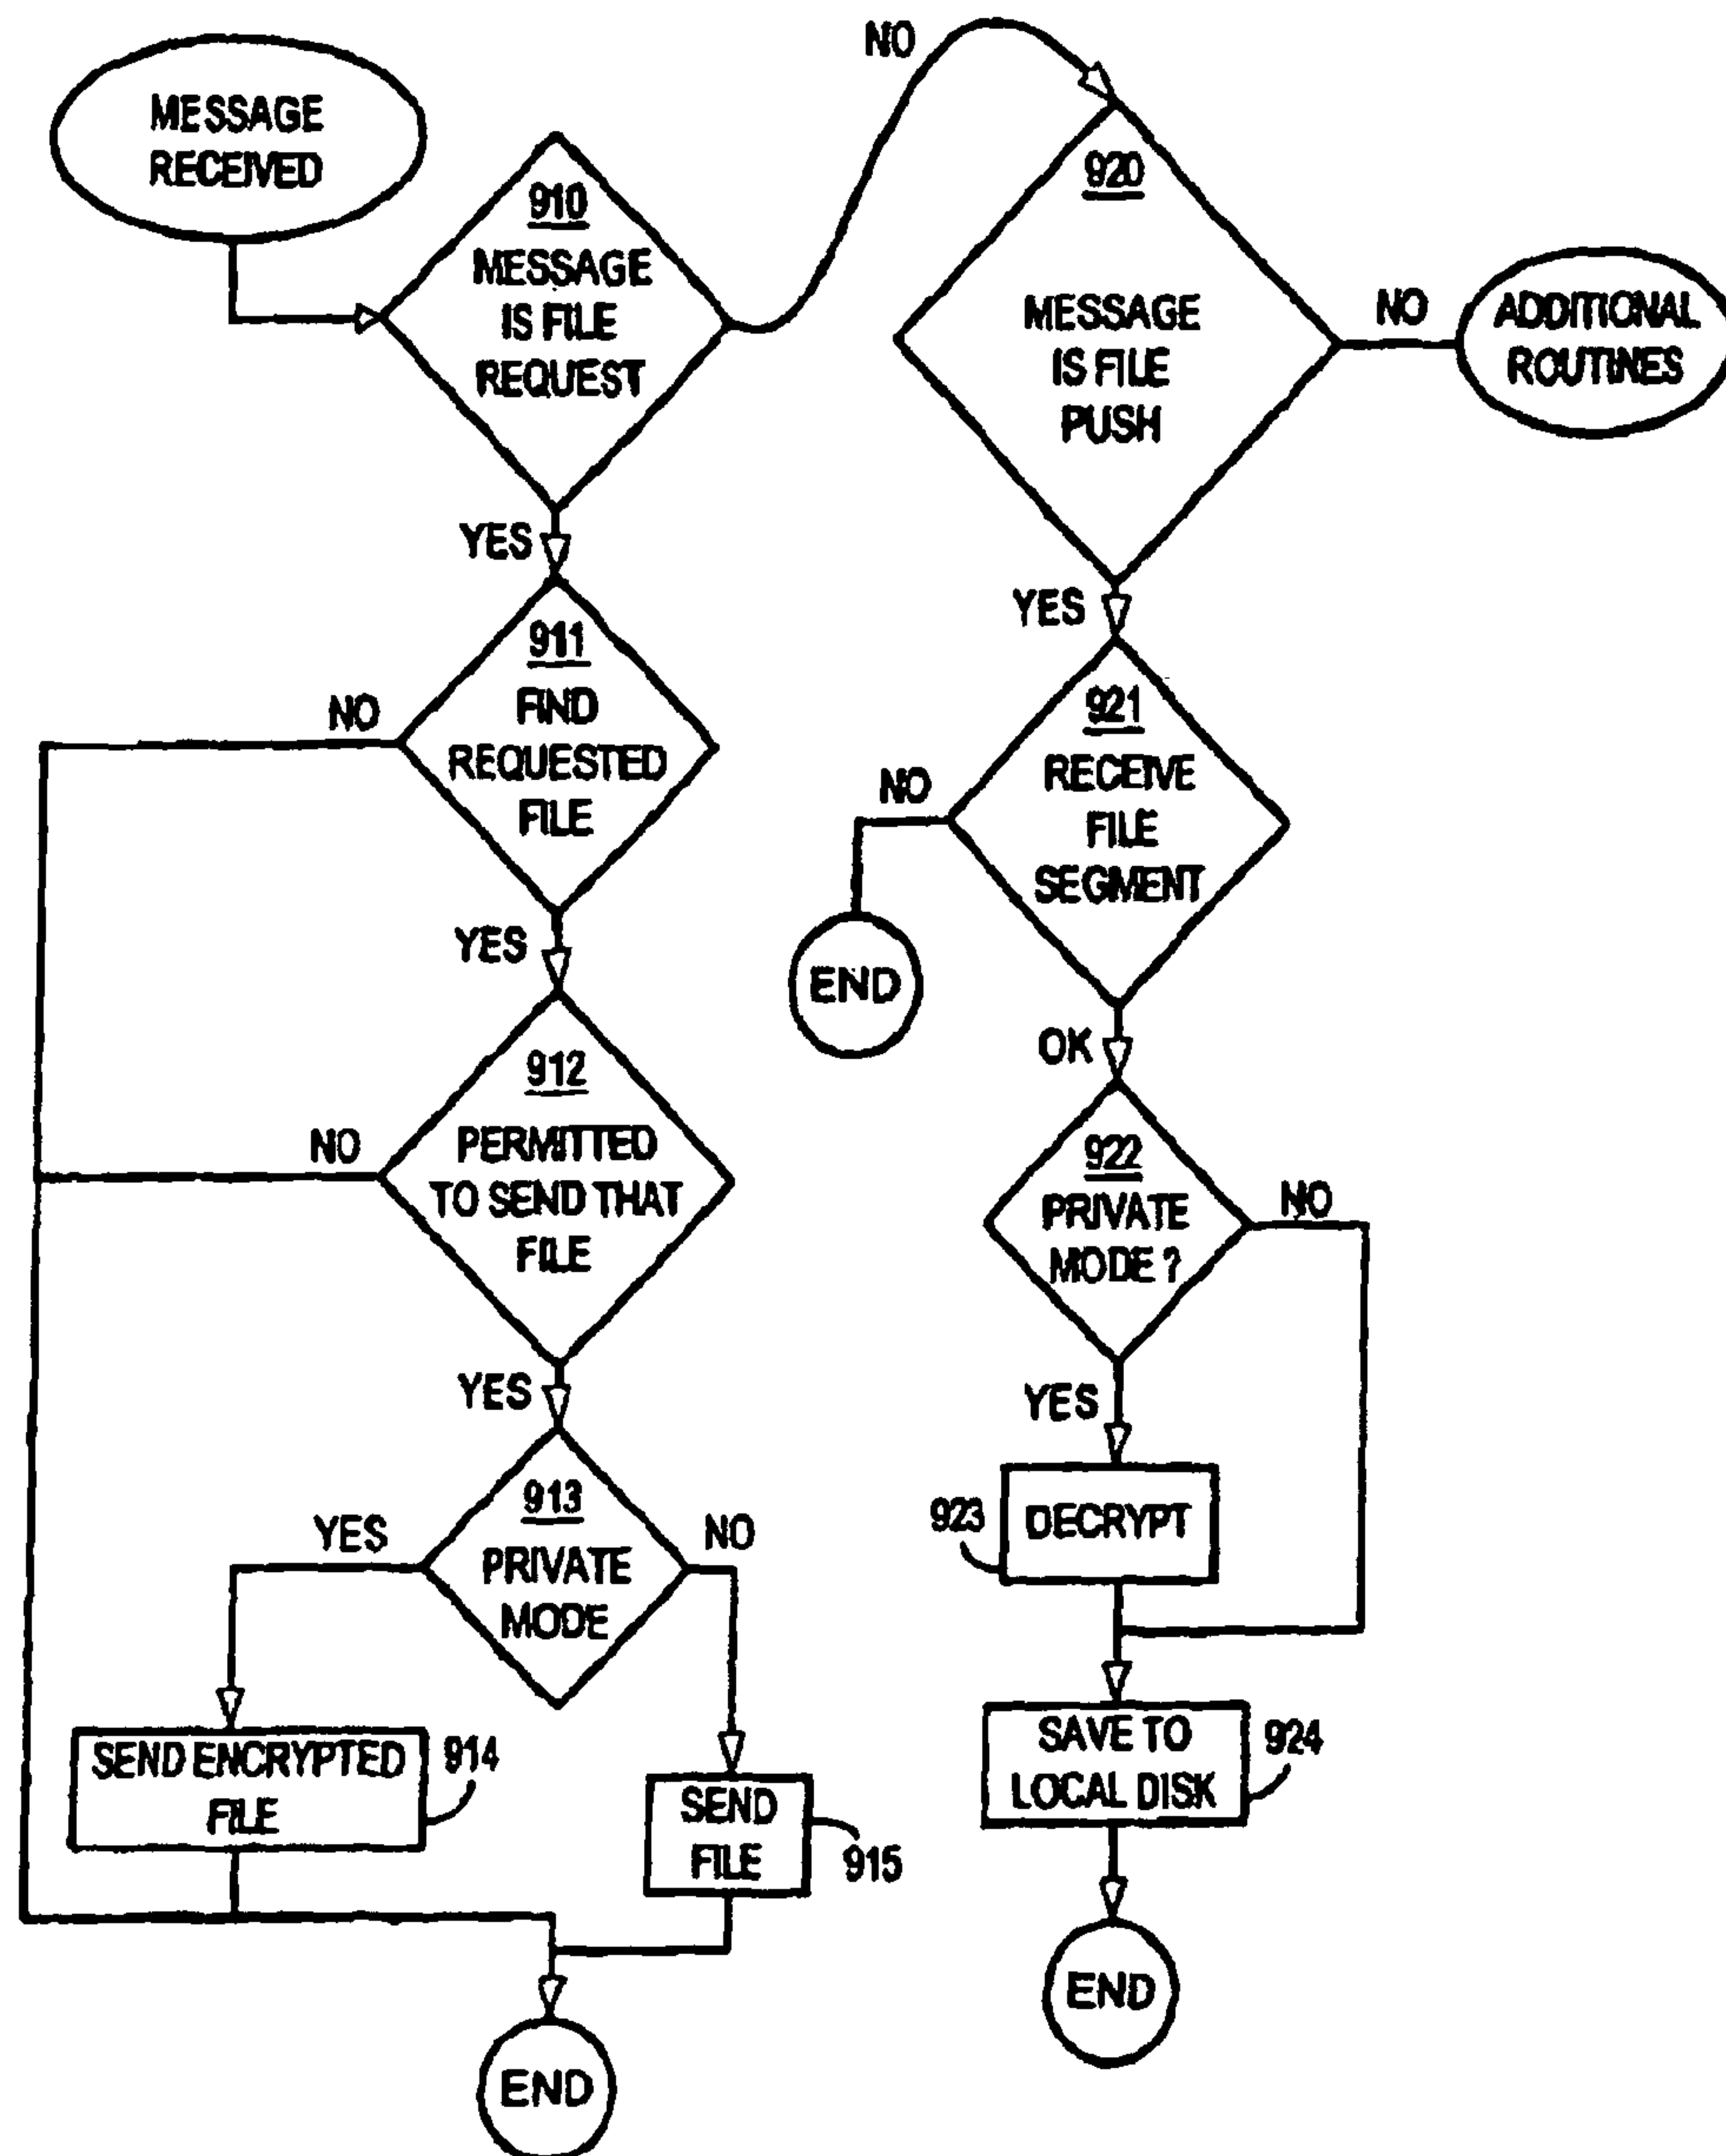 MESSAGE
RECEIVED
910
MESSAGE
IS FILE
REQUEST
NO
920
MESSAGE
IS FILE
PUSH
NO
ADDITIONAL
ROUTINES
YES
911
FIND
REQUESTED
FILE
NO
YES
912
PERMITTED
TO SEND THAT
FILE
NO
YES
913
PRIVATE
MODE
YES
NO
SEND ENCRYPTED
FILE
914
SEND
FILE
915
END
YES
921
RECEIVE
FILE
SEGMENT
NO
END
OK
922
PRIVATE
MODE ?
NO
YES
923
DECRYPT
SAVE TO
LOCAL DISK
924
END